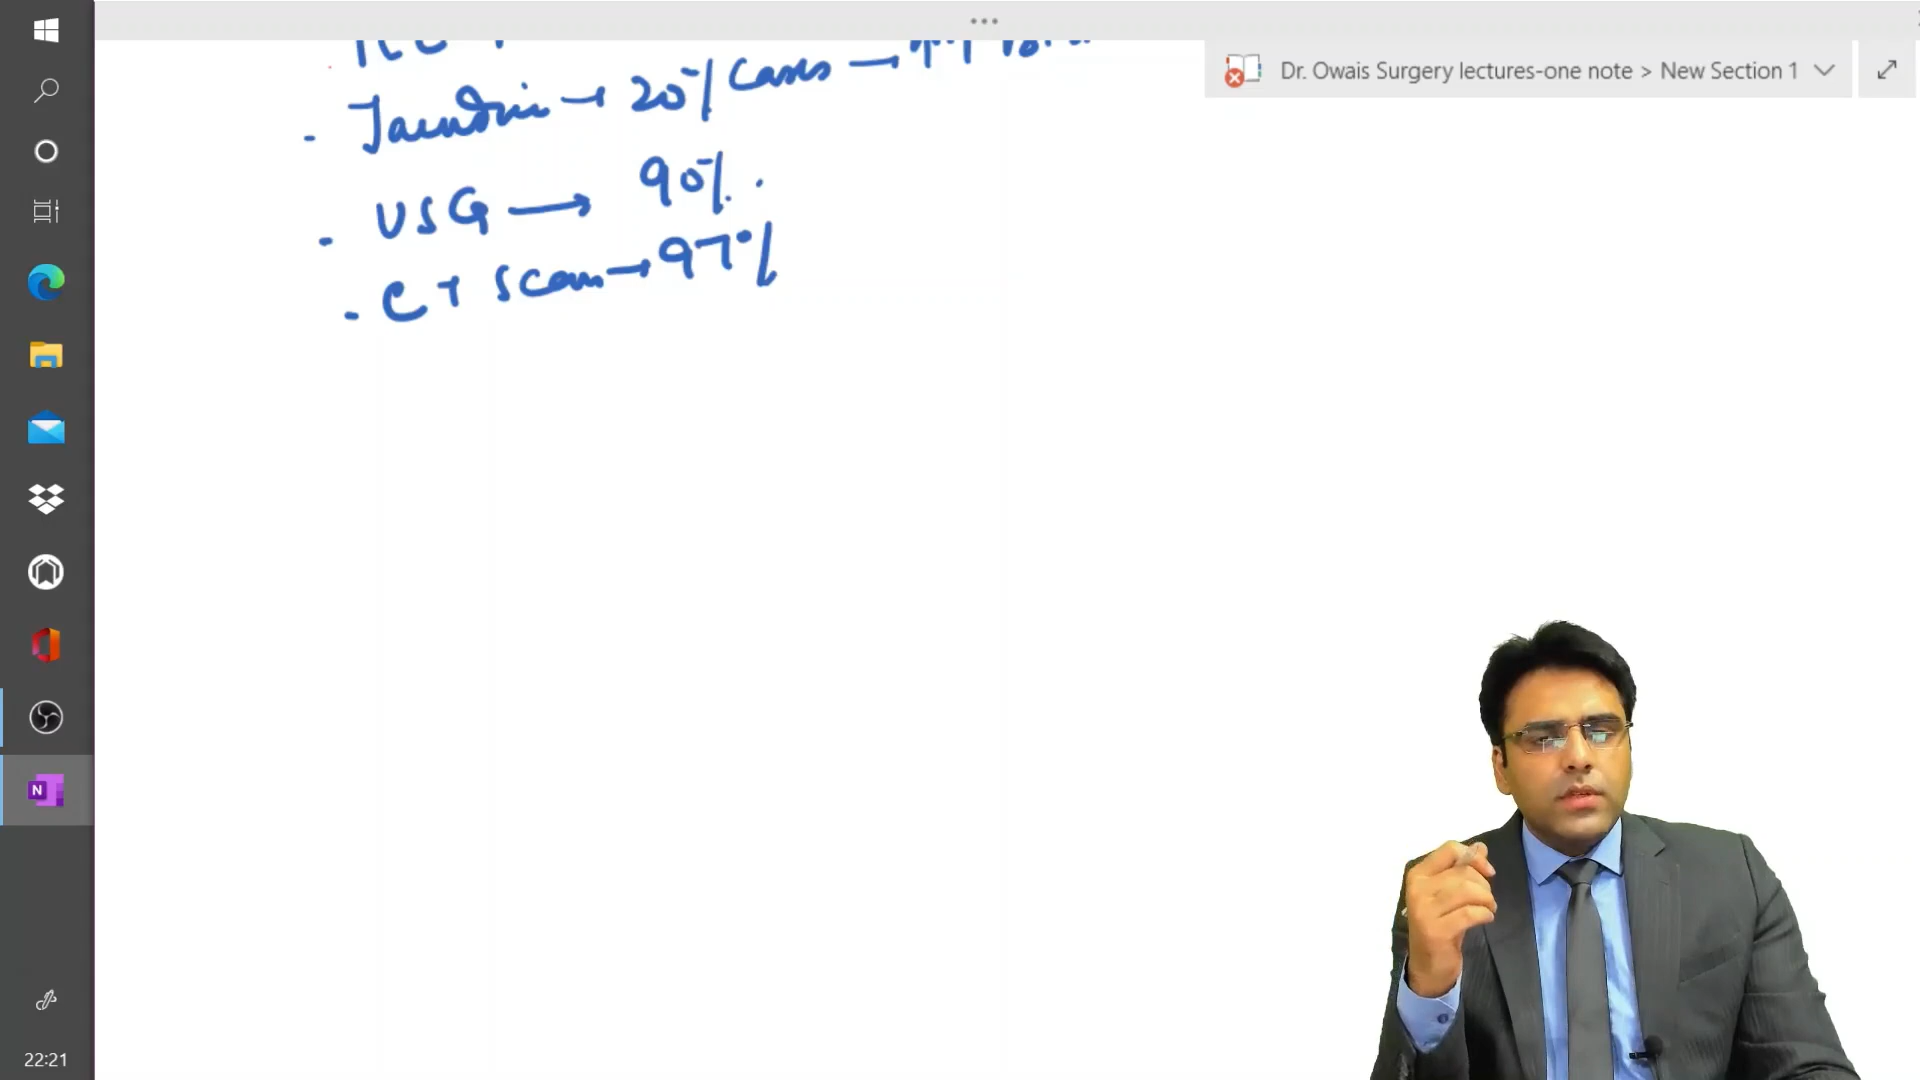 Dr. Owais Surgery lectures-one note > New Section 1
. Jaundice → 20% Cases →
. USG → 90%.
. CT Scan → 97%
N
22:21